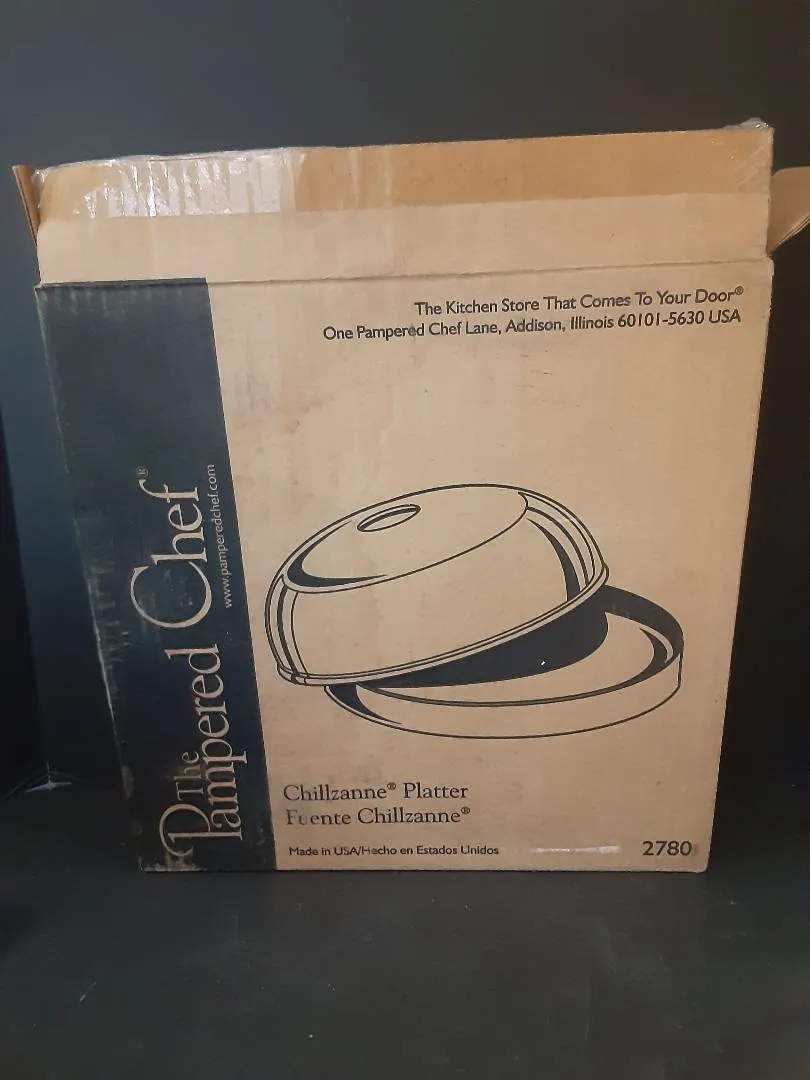 The Kitchen Store That Comes To Your Door®
One Pampered Chef Lane, Addison, Illinois 60101-5630 USA
The
Pampered Chef®
www.pamperedchef.com
Chillzanne® Platter
Fuente Chillzanne®
Made in USA/Hecho en Estados Unidos
2780